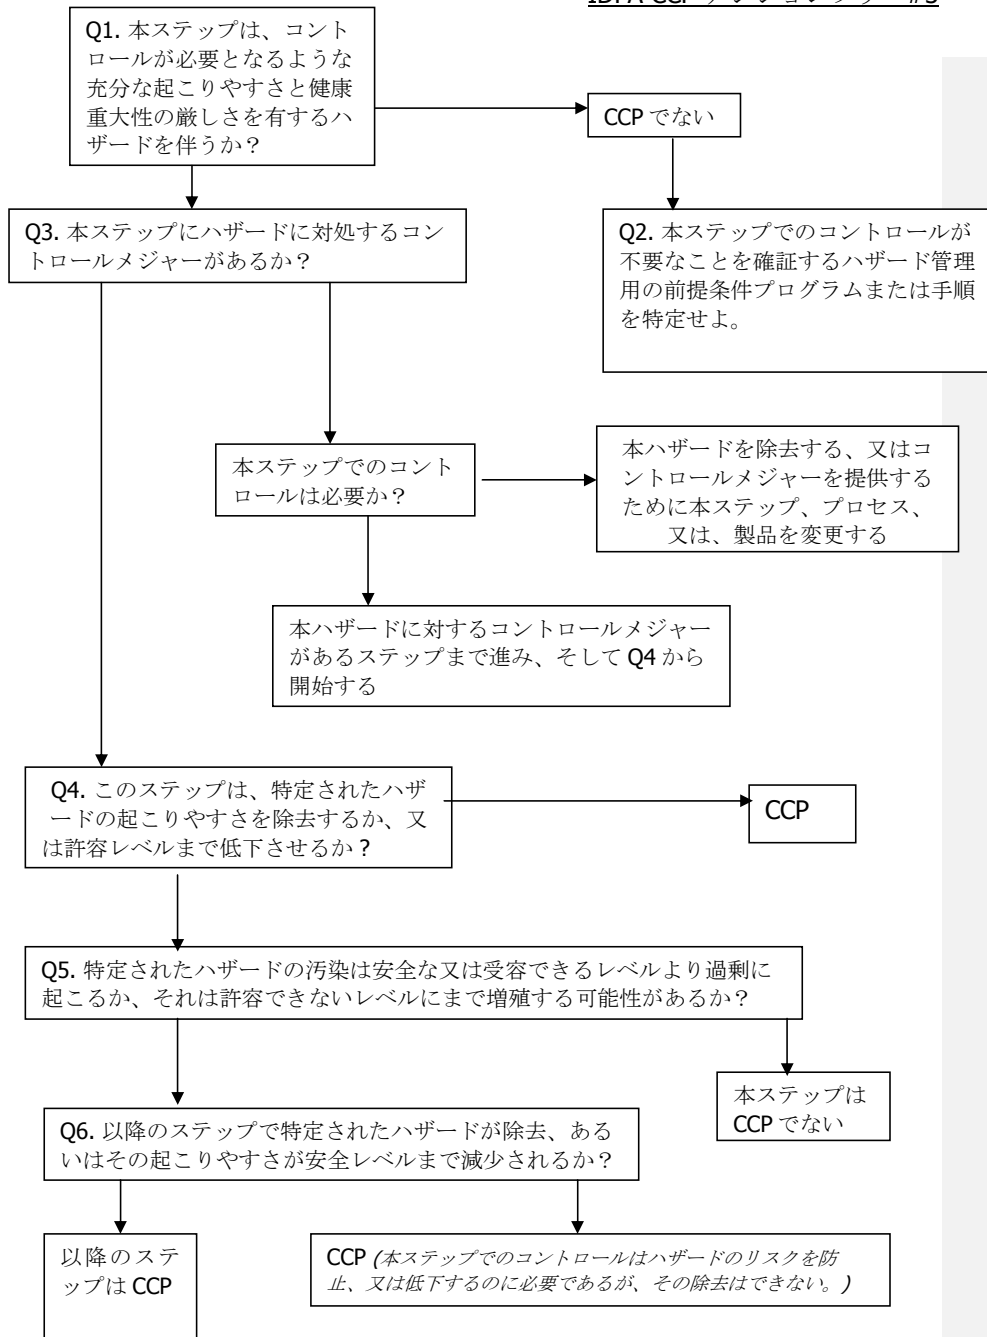 Q1. 本ステップは、コント
ロールが必要となるような
充分な起こりやすさと健康
重大性の厳しさを有するハ
ザードを伴うか？
CCP でない
Q3. 本ステップにハザードに対処するコン
トロールメジャーがあるか？
Q2. 本ステップでのコントロールが
不要なことを確証するハザード管理
用の前提条件プログラムまたは手順
を特定せよ。
本ステップでのコント
ロールは必要か？
本ハザードを除去する、又はコ
ントロールメジャーを提供する
ために本ステップ、プロセス、
又は、製品を変更する
本ハザードに対するコントロールメジャー
があるステップまで進み、そして Q4 から
開始する
Q4. このステップは、特定されたハザ
ードの起こりやすさを除去するか、又
は許容レベルまで低下させるか？
CCP
Q5. 特定されたハザードの汚染は安全な又は受容できるレベルより過剰に
起こるか、それは許容できないレベルにまで増殖する可能性があるか？
本ステップは
CCP でない
Q6. 以降のステップで特定されたハザードが除去、ある
いはその起こりやすさが安全レベルまで減少されるか？
以降のステ
ップは CCP
CCP (本ステップでのコントロールはハザードのリスクを防
止、又は低下するのに必要であるが、その除去はできない。)